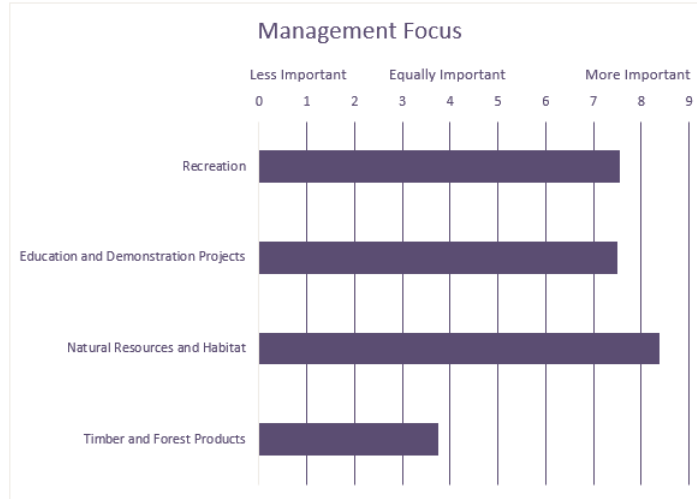 Management Focus
Less Important Equally Important More Important
0 1 2 3 4 5 6 7 8 9
Recreation
Education and Demonstration Projects
Natural Resources and Habitat
Timber and Forest Products